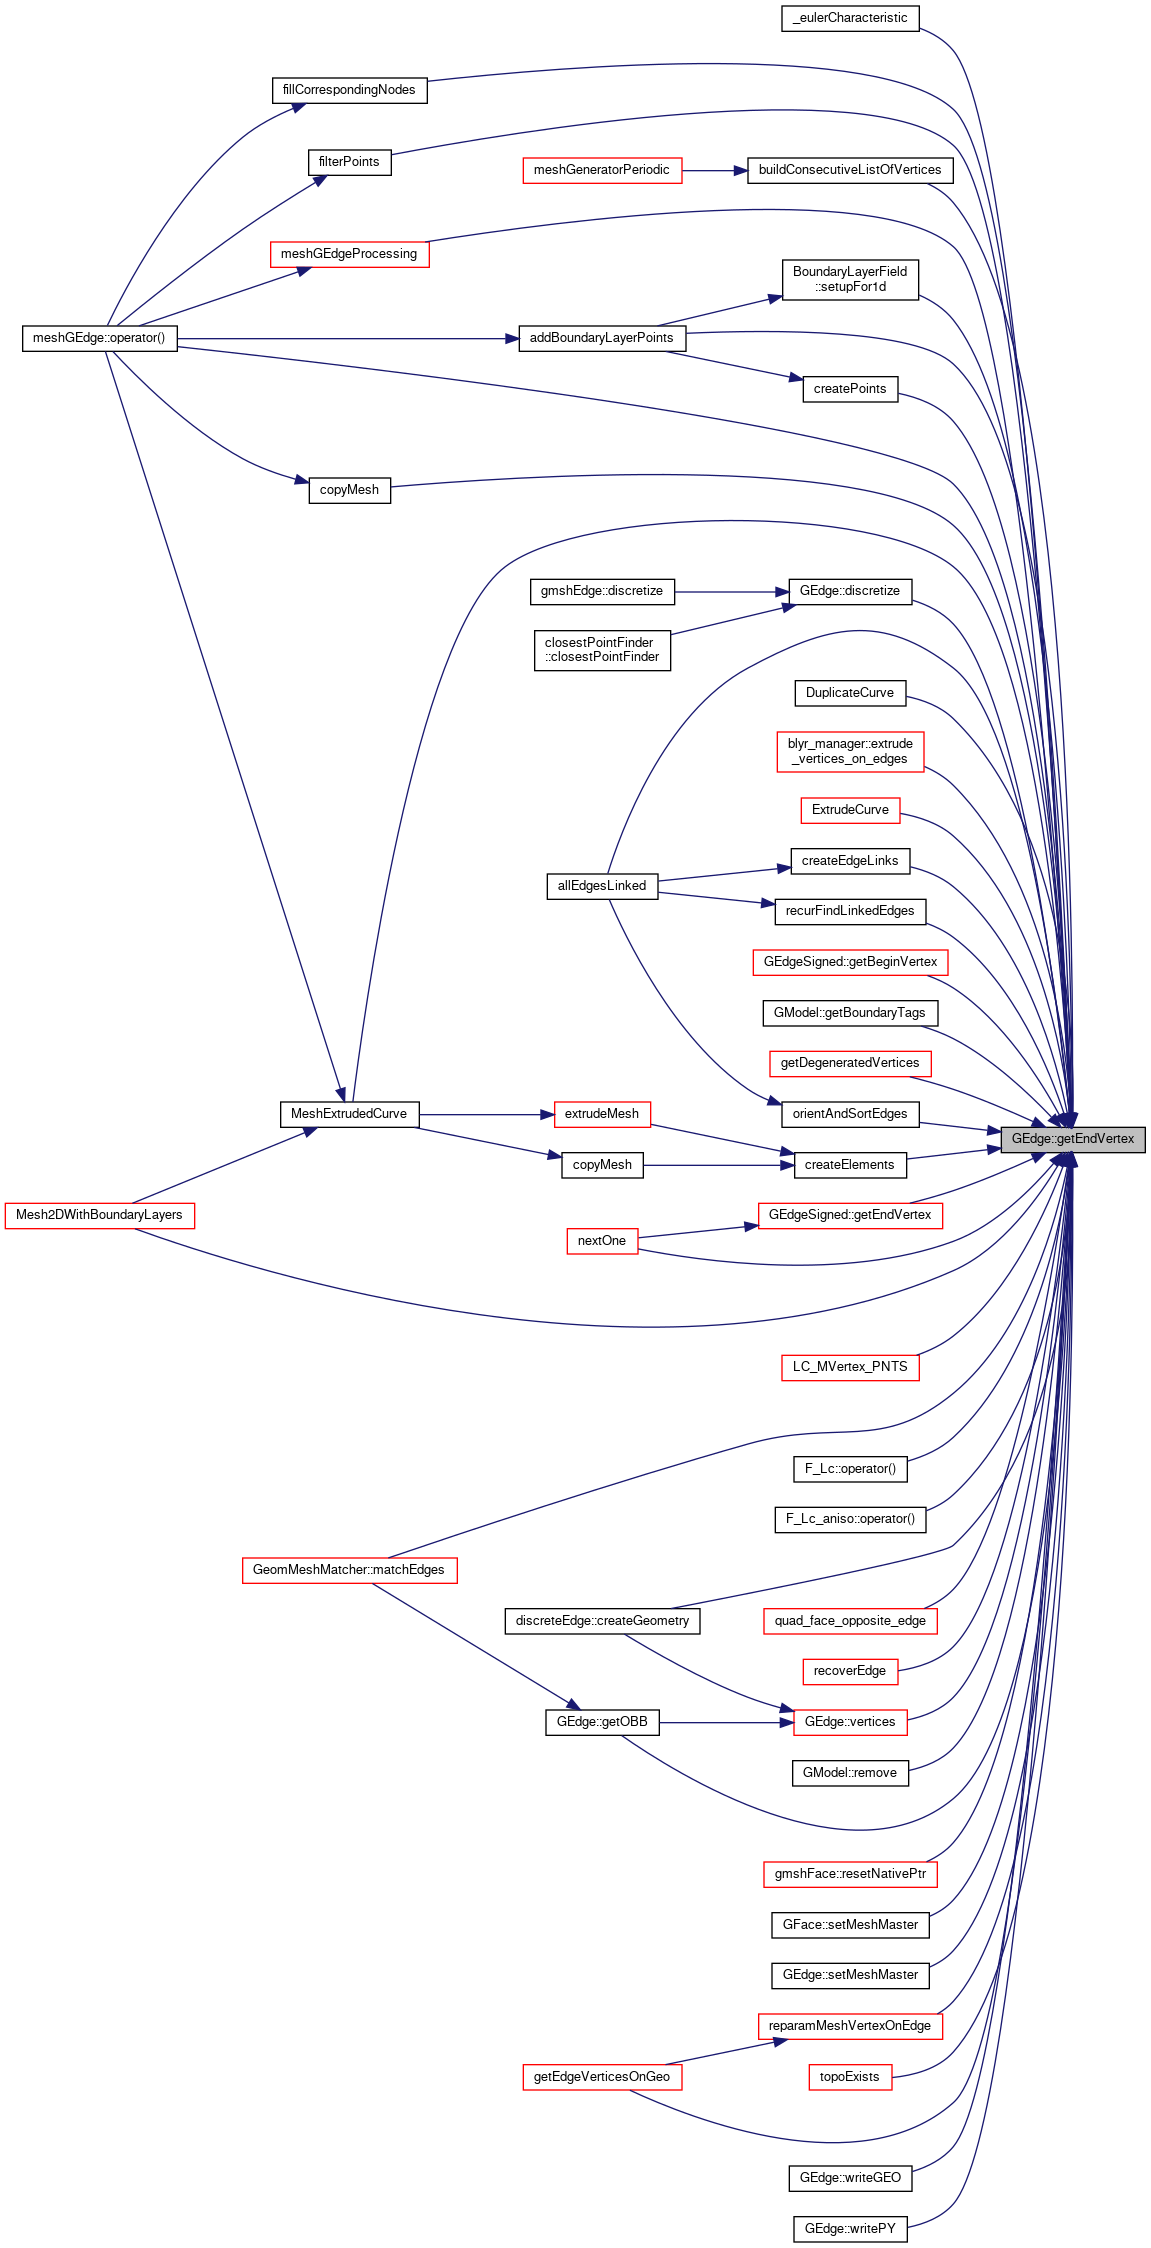 _eulerCharacteristic
fillCorrespondingNodes
filterPoints
meshGeneratorPeriodic
buildConsecutiveListOfVertices
meshGEdgeProcessing
BoundaryLayerField
::setupFor1d
meshGEdge::operator()
addBoundaryLayerPoints
createPoints
copyMesh
gmshEdge::discretize
GEdge::discretize
closestPointFinder
::closestPointFinder
DuplicateCurve
blyr_manager::extrude
_vertices_on_edges
ExtrudeCurve
createEdgeLinks
allEdgesLinked
recurFindLinkedEdges
GEdgeSigned::getBeginVertex
GModel::getBoundaryTags
getDegeneratedVertices
MeshExtrudedCurve
extrudeMesh
orientAndSortEdges
GEdge::getEndVertex
copyMesh
createElements
Mesh2DWithBoundaryLayers
GEdgeSigned::getEndVertex
nextOne
LC_MVertex_PNTS
F_Lc::operator()
F_Lc_aniso::operator()
GeomMeshMatcher::matchEdges
discreteEdge::createGeometry
quad_face_opposite_edge
recoverEdge
GEdge::getOBB
GEdge::vertices
GModel::remove
gmshFace::resetNativePtr
GFace::setMeshMaster
GEdge::setMeshMaster
reparamMeshVertexOnEdge
getEdgeVerticesOnGeo
topoExists
GEdge::writeGEO
GEdge::writePY